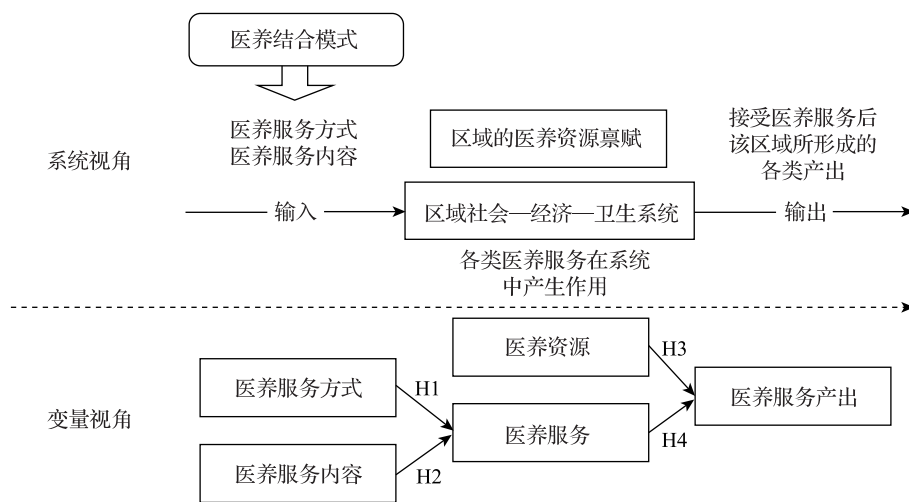 医养结合模式
医养服务方式
医养服务内容
系统视角
区域的医养资源禀赋
接受医养服务后
该区域所形成的
各类产出
输入
区域社会—经济—卫生系统
输出
各类医养服务在系统
中产生作用
变量视角
医养服务方式
H1
医养服务内容
H2
医养资源
H3
医养服务
H4
医养服务产出